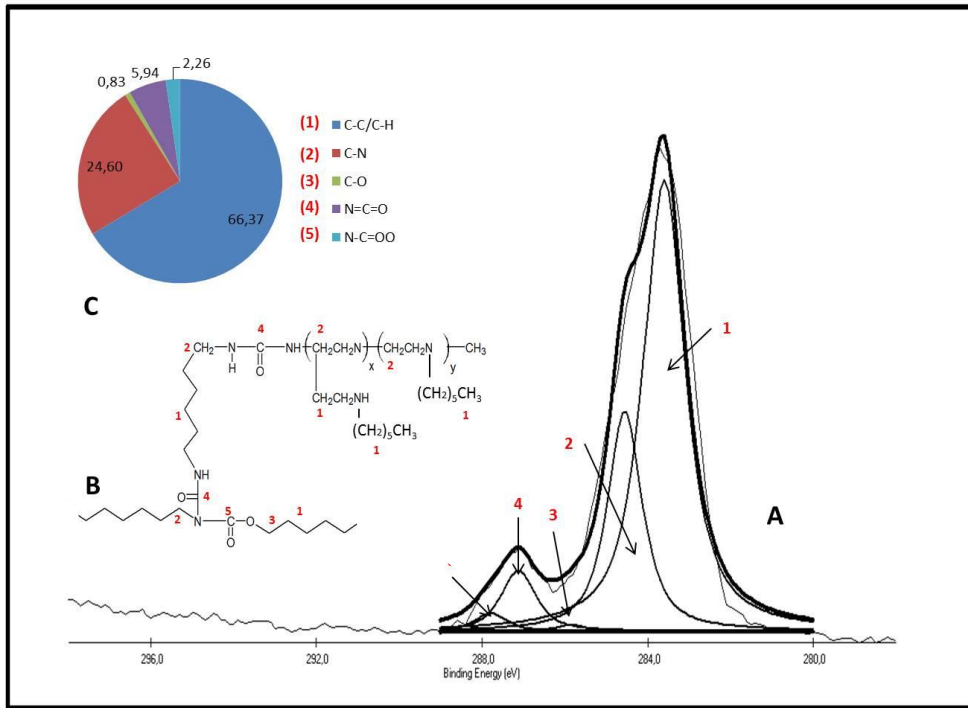 2,26
5,94
0,83
24,60
66,37
(1) C-C/C-H
(2) C-N
(3) C-O
(4) N=C=O
(5) N-C=OO
C
2 CH2 NH C NH (CH2CH2N)x (CH2CH2N)y CH3
4
O
2
2
1
(CH2)5CH3
1
CH2CH2NH
1
(CH2)5CH3
1
NH
B
O C 4
2 N C O 3 1
5
O
A
1
2
3
4
296,0
292,0
288,0
284,0
280,0
Binding Energy (eV)